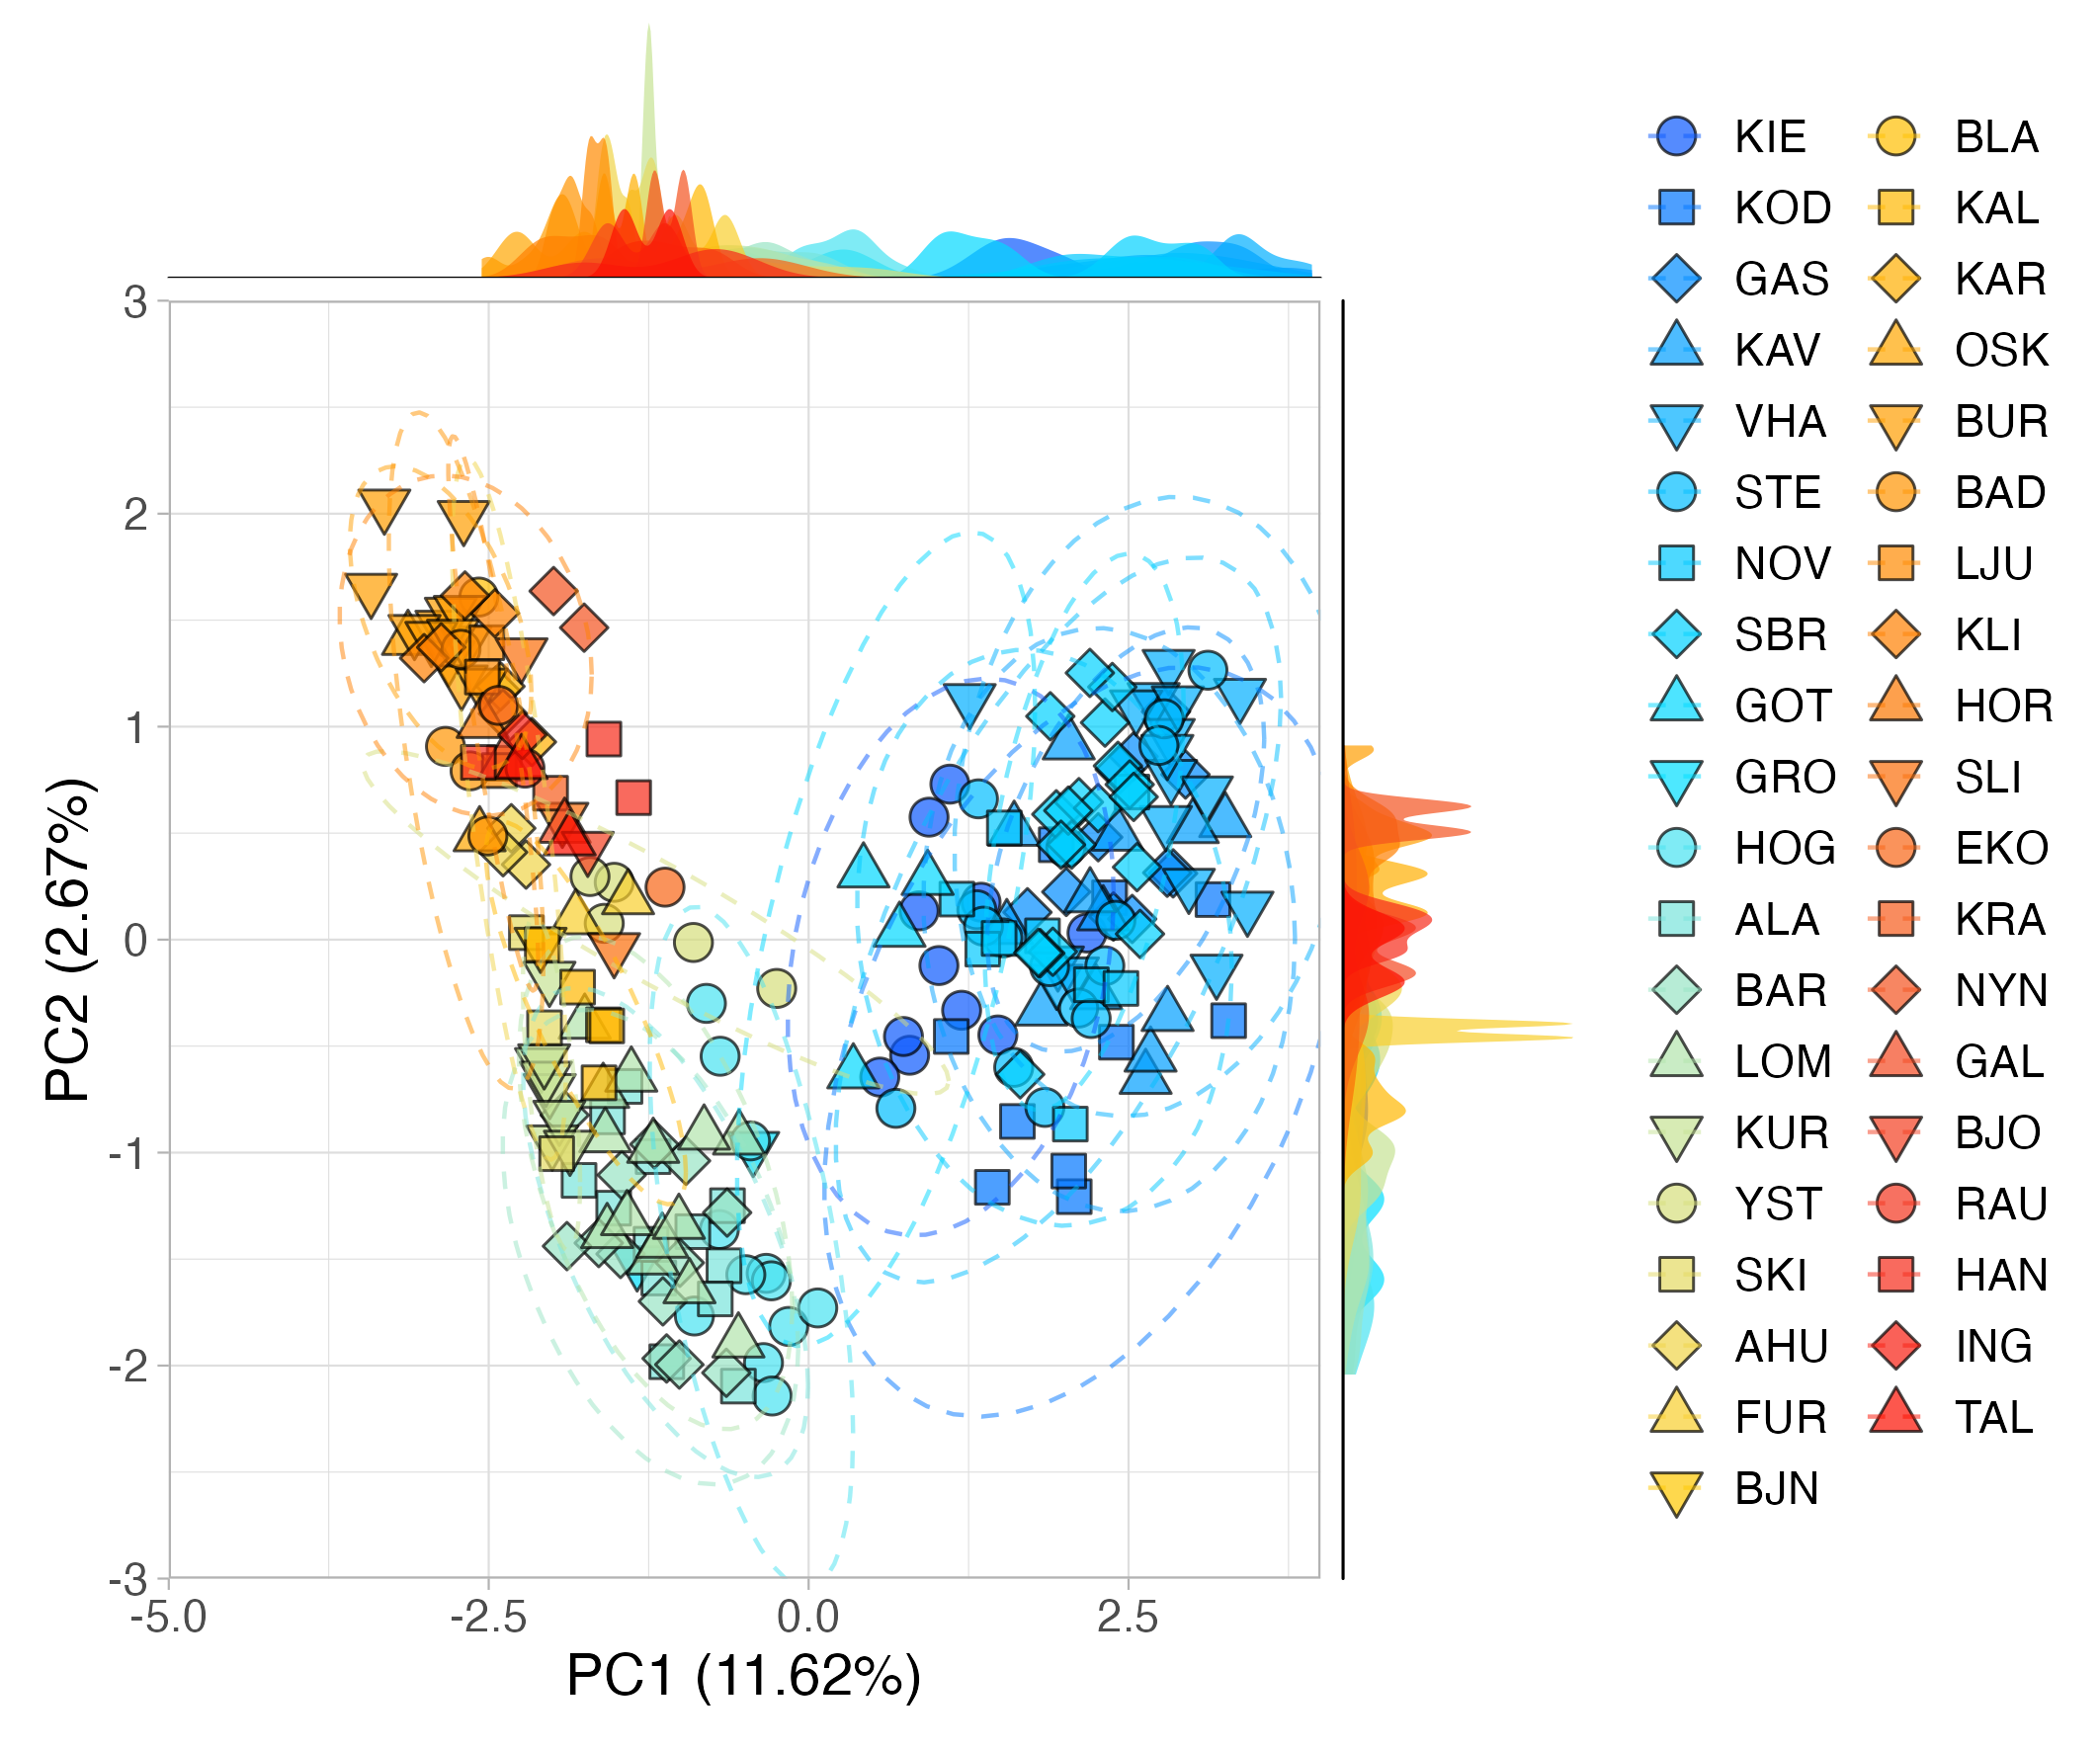 3
2
1
0
-1
-2
-3
PC2 (2.67%)
-5.0 -2.5 0.0 2.5
PC1 (11.62%)
KIE BLA
KOD KAL
GAS KAR
KAV OSK
VHA BUR
STE BAD
NOV LJU
SBR KLI
GOT HOR
GRO SLI
HOG EKO
ALA KRA
BAR NYN
LOM GAL
KUR BJO
YST RAU
SKI HAN
AHU ING
FUR TAL
BJN